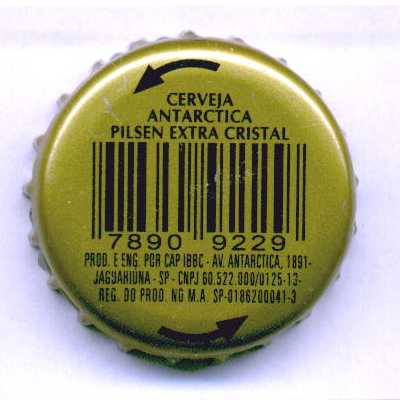 CERVEJA
ANTARCTICA
PILSEN EXTRA CRISTAL
7890 9229
PROD. E ENG. POR CAP IBBC - AV. ANTARCTICA, 1891-
JAGUARIUNA - SP - CNPJ 60.522.000/0125-13-
REG. DO PROD. NO M.A. SP-0186200041-3